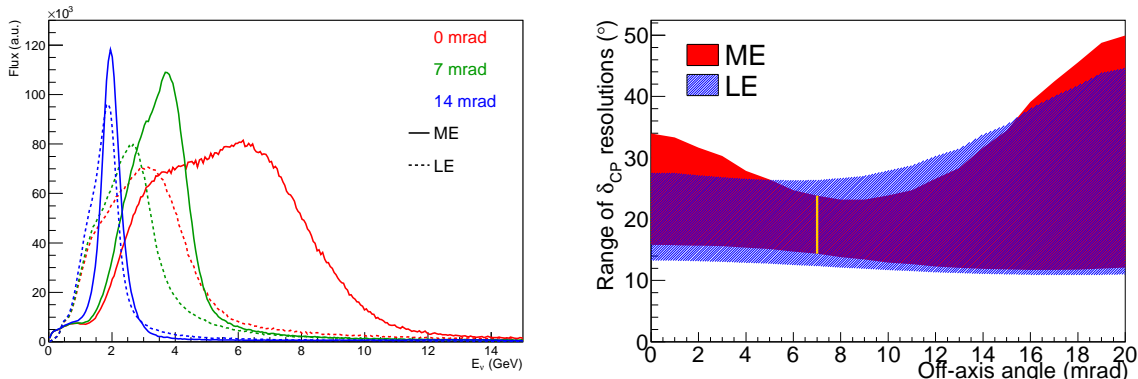 ×10³
Flux (a.u.)
120
100
80
60
40
20
0
0 2 4 6 8 10 12 14
E_ν (GeV)
0 mrad
7 mrad
14 mrad
ME
LE
Range of δ_CP resolutions (°)
50
40
30
20
10
0
0 2 4 6 8 10 12 14 16 18 20
Off-axis angle (mrad)
ME
LE